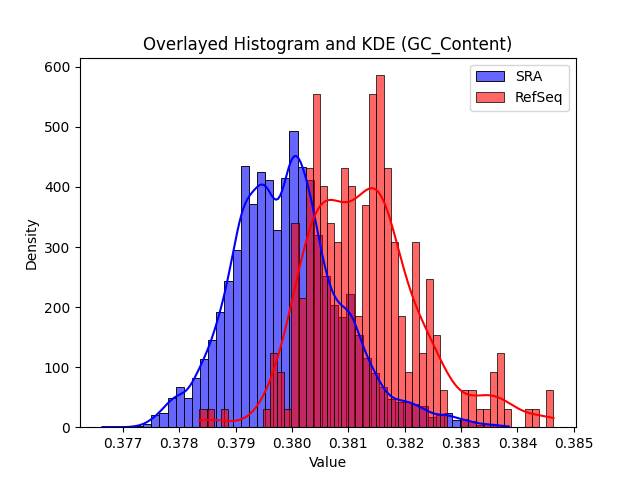 Overlayed Histogram and KDE (GC_Content)
SRA
RefSeq
600
500
400
300
200
100
0
Density
0.377 0.378 0.379 0.380 0.381 0.382 0.383 0.384 0.385
Value